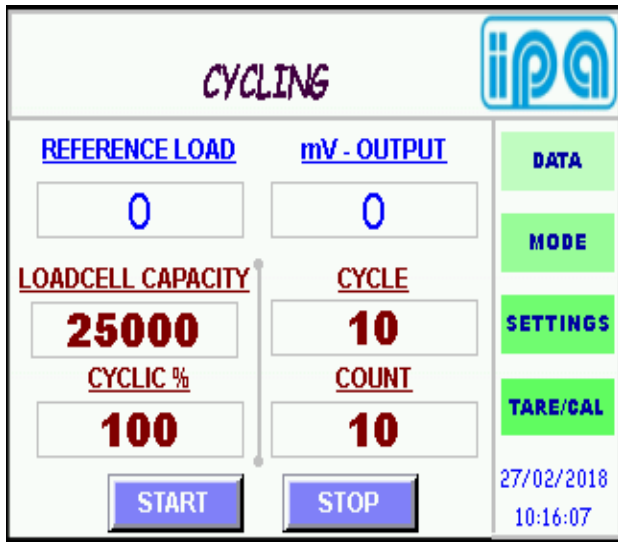 CYCLING
ipa
REFERENCE LOAD
mV - OUTPUT
0
0
LOADCELL CAPACITY
CYCLE
25000
10
CYCLIC %
COUNT
100
10
START
STOP
DATA
MODE
SETTINGS
TARE/CAL
27/02/2018
10:16:07